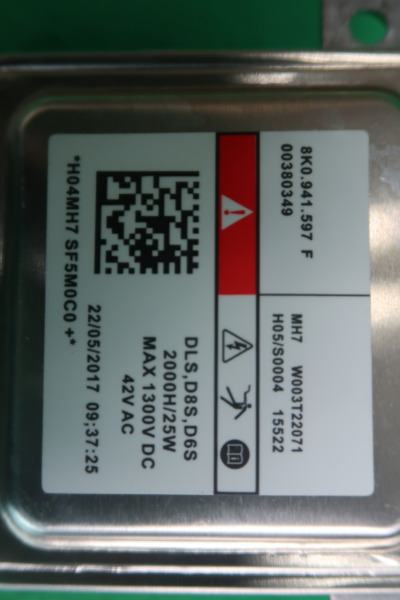 8K0.941.597 F
00380349
MH7 W003T22071
H05/S0004 15522
DLS,D8S,D6S
2000H/25W
MAX 1300V DC
42V AC
22/05/2017 09;37:25
*H04MH7 SF5M0C0 +*